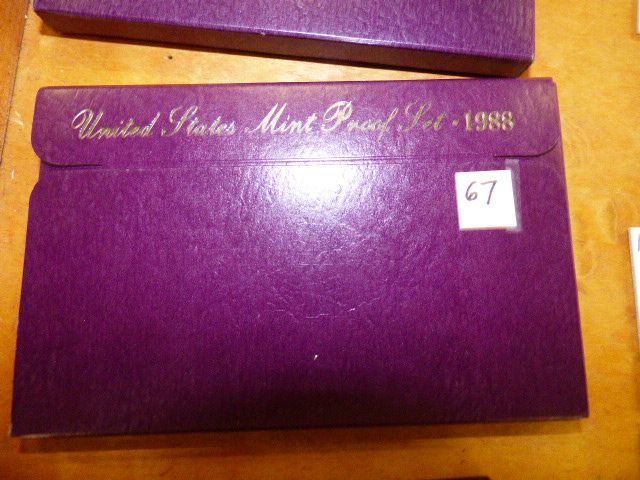 United States Mint Proof Set • 1988
67